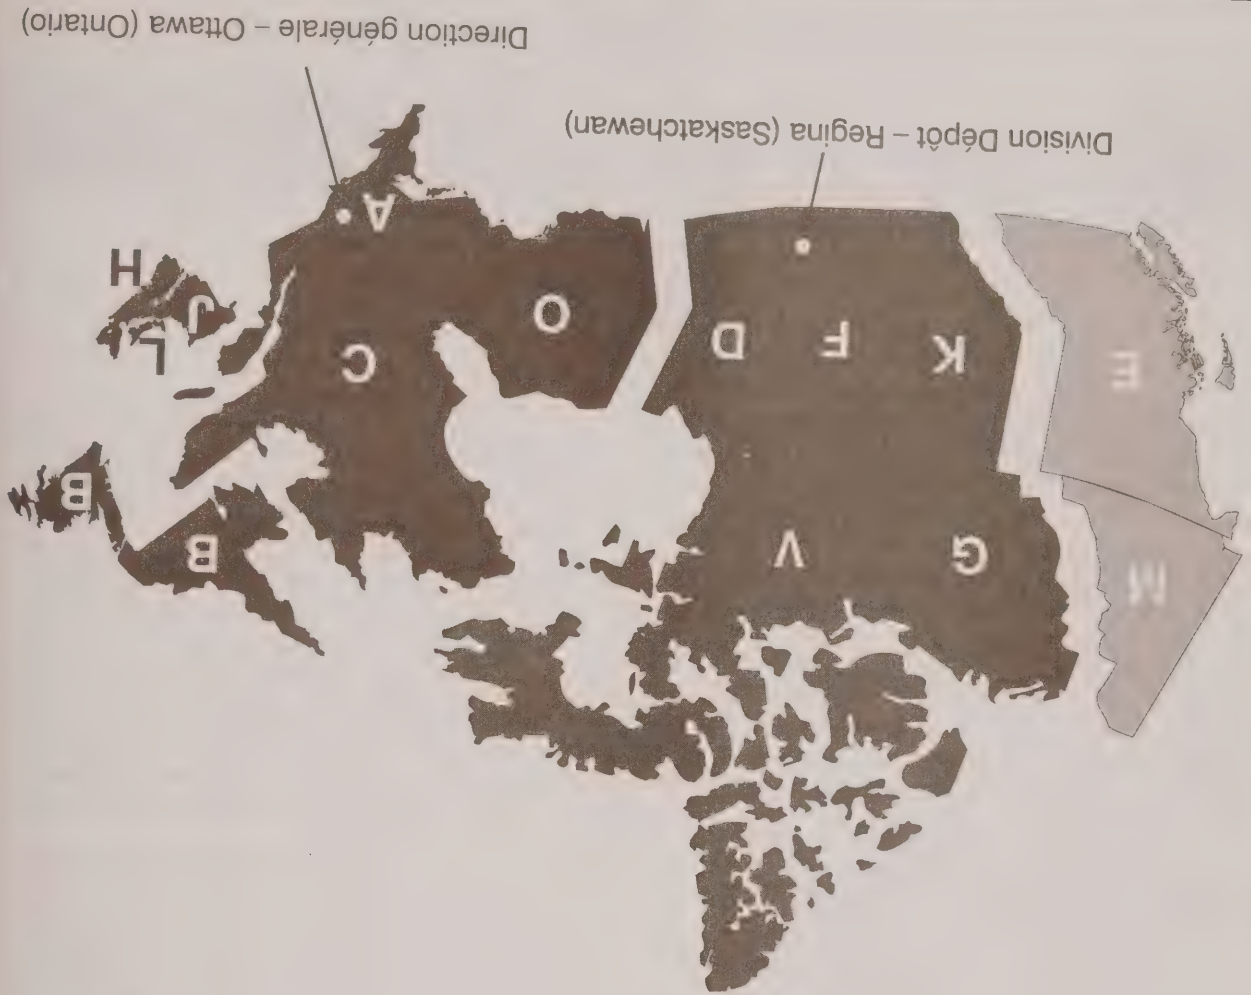 M
G
V
B
B
E
K
F
D
O
C
L
J
H
A
Division Dépôt – Regina (Saskatchewan)
Direction générale – Ottawa (Ontario)